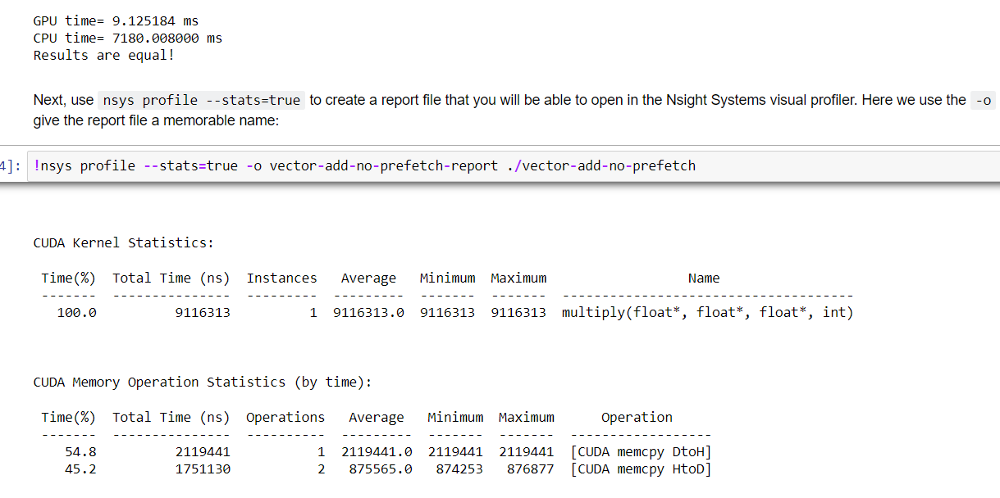 GPU time= 9.125184 ms
CPU time= 7180.008000 ms
Results are equal!
Next, use nsys profile --stats=true to create a report file that you will be able to open in the Nsight Systems visual profiler. Here we use the -o
give the report file a memorable name:
4]: !nsys profile --stats=true -o vector-add-no-prefetch-report ./vector-add-no-prefetch
CUDA Kernel Statistics:
Time(%)  Total Time (ns)  Instances   Average   Minimum  Maximum                  Name
-------  ---------------  ---------  ---------  -------  -------  -------------------------------------
  100.0          9116313          1  9116313.0  9116313  9116313  multiply(float*, float*, float*, int)
CUDA Memory Operation Statistics (by time):
Time(%)  Total Time (ns)  Operations   Average   Minimum  Maximum      Operation
-------  ---------------  ----------  ---------  -------  -------  ------------------
   54.8          2119441           1  2119441.0  2119441  2119441  [CUDA memcpy DtoH]
   45.2          1751130           2   875565.0   874253   876877  [CUDA memcpy HtoD]